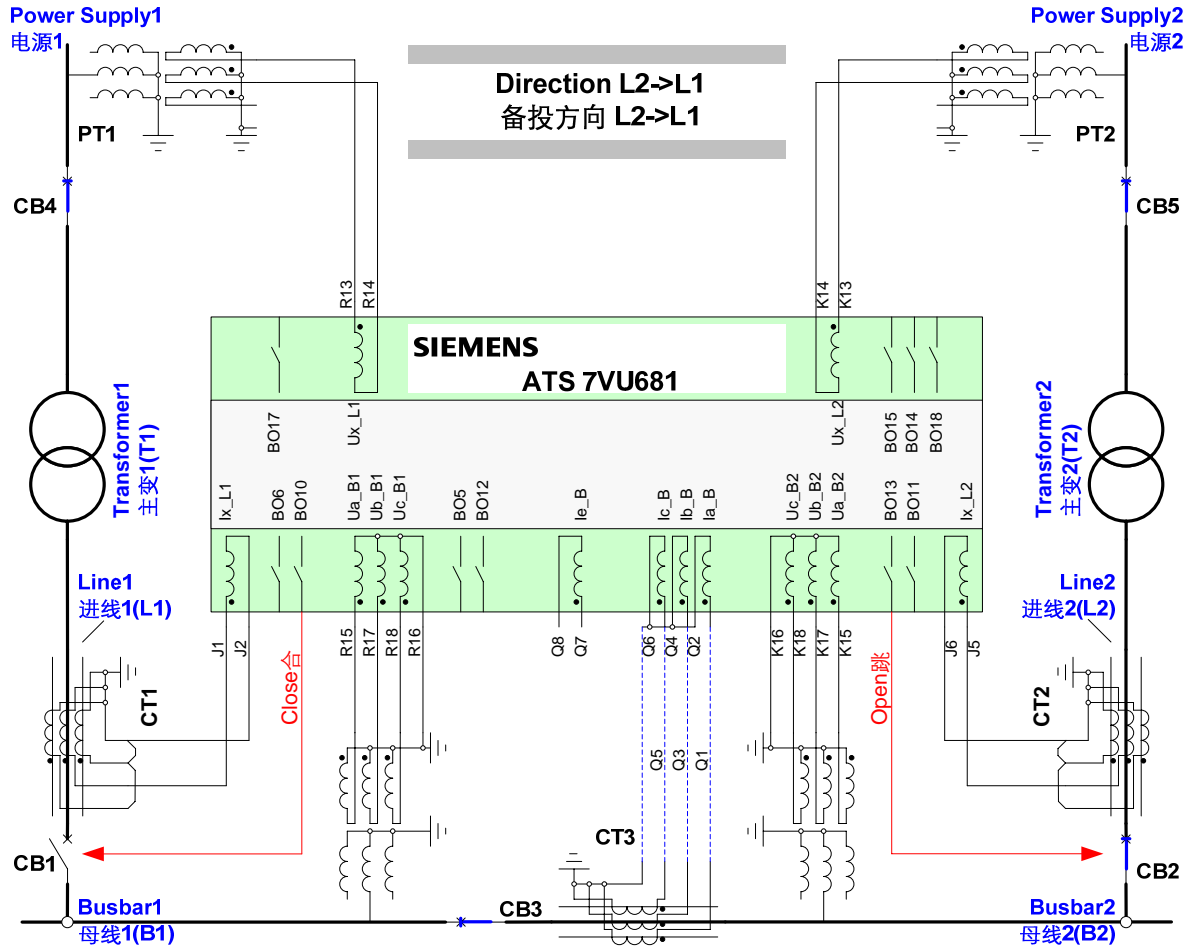 Power Supply1
电源1
Power Supply2
电源2
Direction L2->L1
备投方向 L2->L1
PT1
PT2
CB4
CB5
R13
R14
K14
K13
SIEMENS
ATS 7VU681
Transformer1
主变1(T1)
Transformer2
主变2(T2)
BO17
Ux_L1
Ux_L2
BO15
BO14
BO18
Ix_L1
BO6
BO10
Ua_B1
Ub_B1
Uc_B1
BO5
BO12
Ie_B
Ic_B
Ib_B
Ia_B
Uc_B2
Ub_B2
Ua_B2
BO13
BO11
Ix_L2
Line1
进线1(L1)
Line2
进线2(L2)
J1
J2
R15
R17
R18
R16
Q8
Q7
Q6
Q4
Q2
K16
K18
K17
K15
J6
J5
CT1
Close合
Open跳
CT2
Q5
Q3
Q1
CT3
CB1
CB2
CB3
Busbar1
母线1(B1)
Busbar2
母线2(B2)